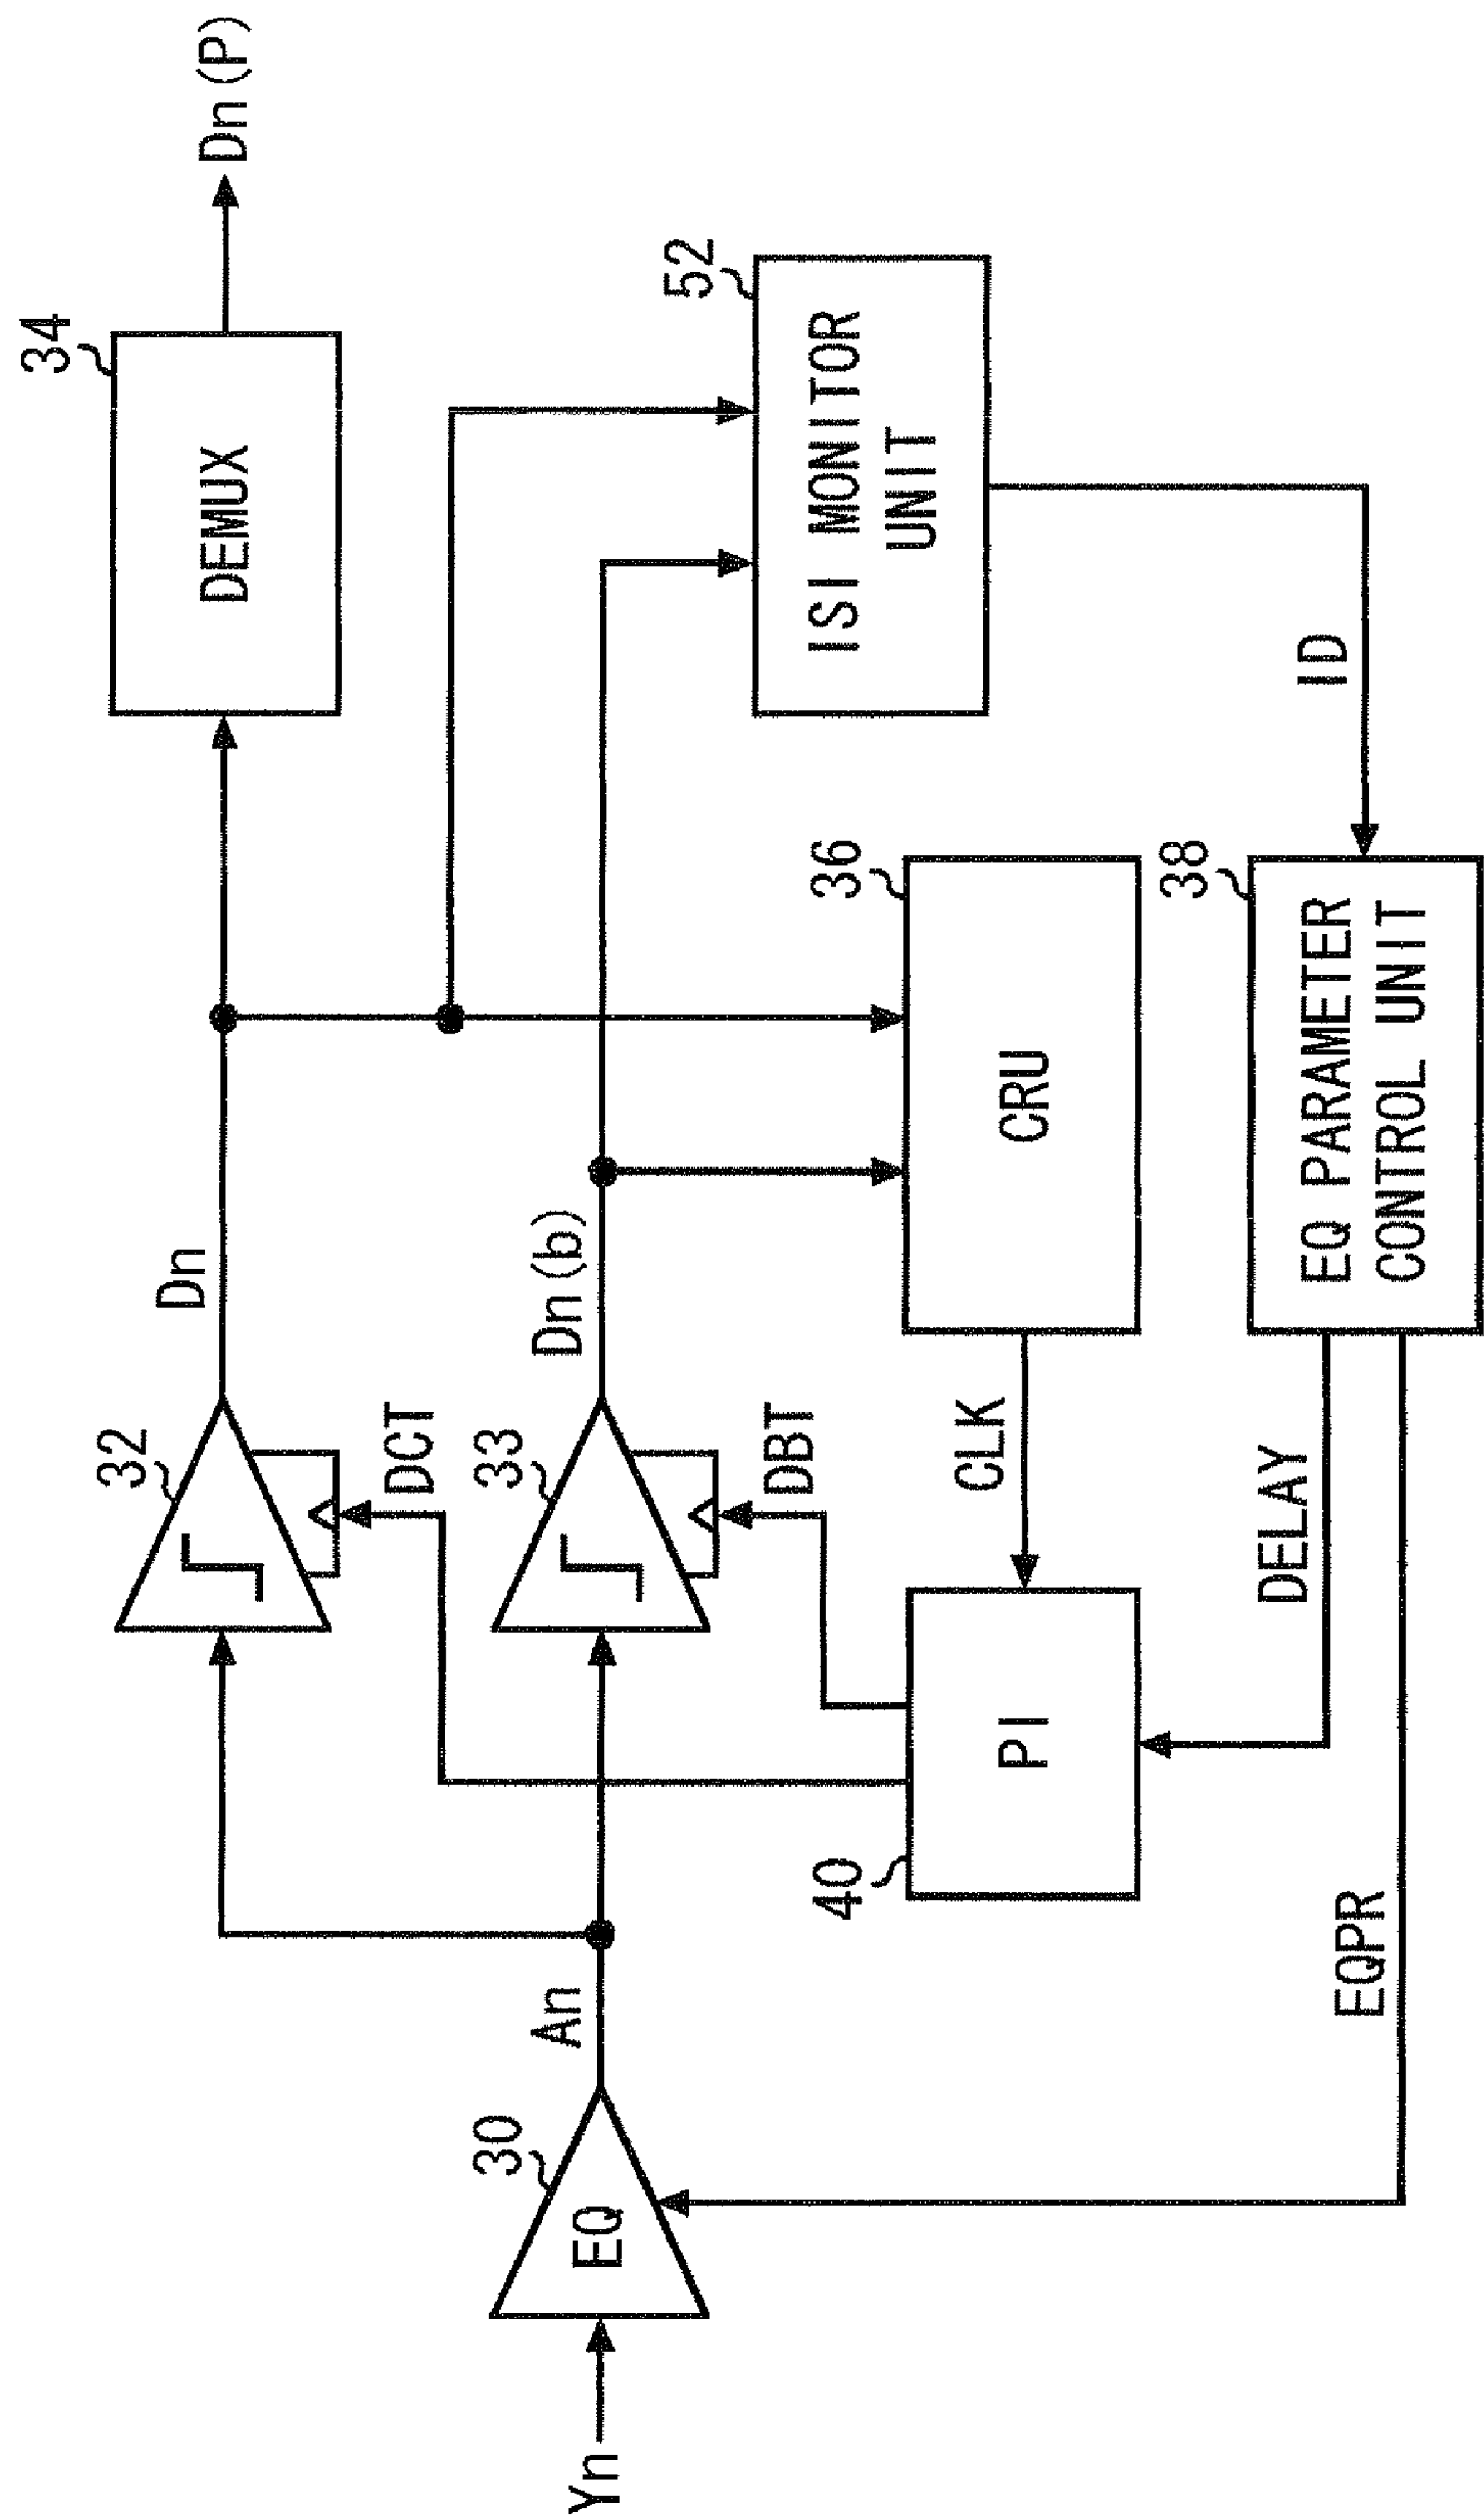 Yn
EQ
30
An
32
Dn
DCT
33
Dn(b)
DBT
34
DEMUX
Dn(P)
52
ISI MONITOR
UNIT
36
CRU
CLK
40
PI
38
EQ PARAMETER
CONTROL UNIT
ID
DELAY
EQPR